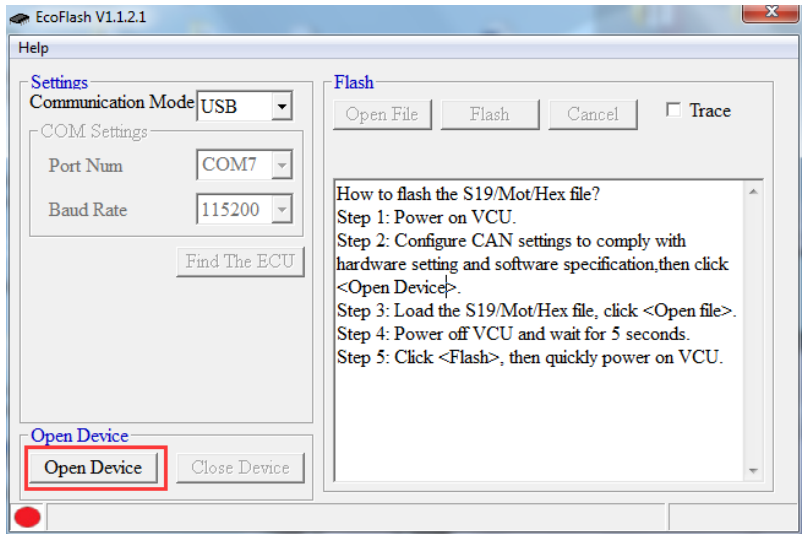 EcoFlash V1.1.2.1
Help
Settings
Communication Mode USB
COM Settings
Port Num COM7
Baud Rate 115200
Find The ECU
Open Device
Open Device Close Device
Flash
Open File Flash Cancel Trace
How to flash the S19/Mot/Hex file?
Step 1: Power on VCU.
Step 2: Configure CAN settings to comply with
hardware setting and software specification,then click
<Open Device>.
Step 3: Load the S19/Mot/Hex file, click <Open file>.
Step 4: Power off VCU and wait for 5 seconds.
Step 5: Click <Flash>, then quickly power on VCU.